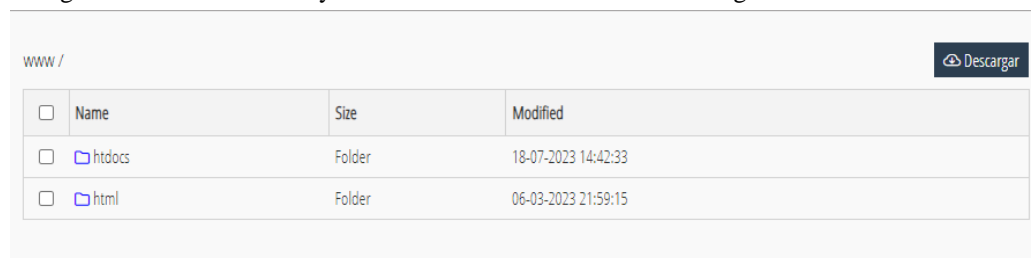 www /
Descargar
Name Size Modified
htdocs Folder 18-07-2023 14:42:33
html Folder 06-03-2023 21:59:15